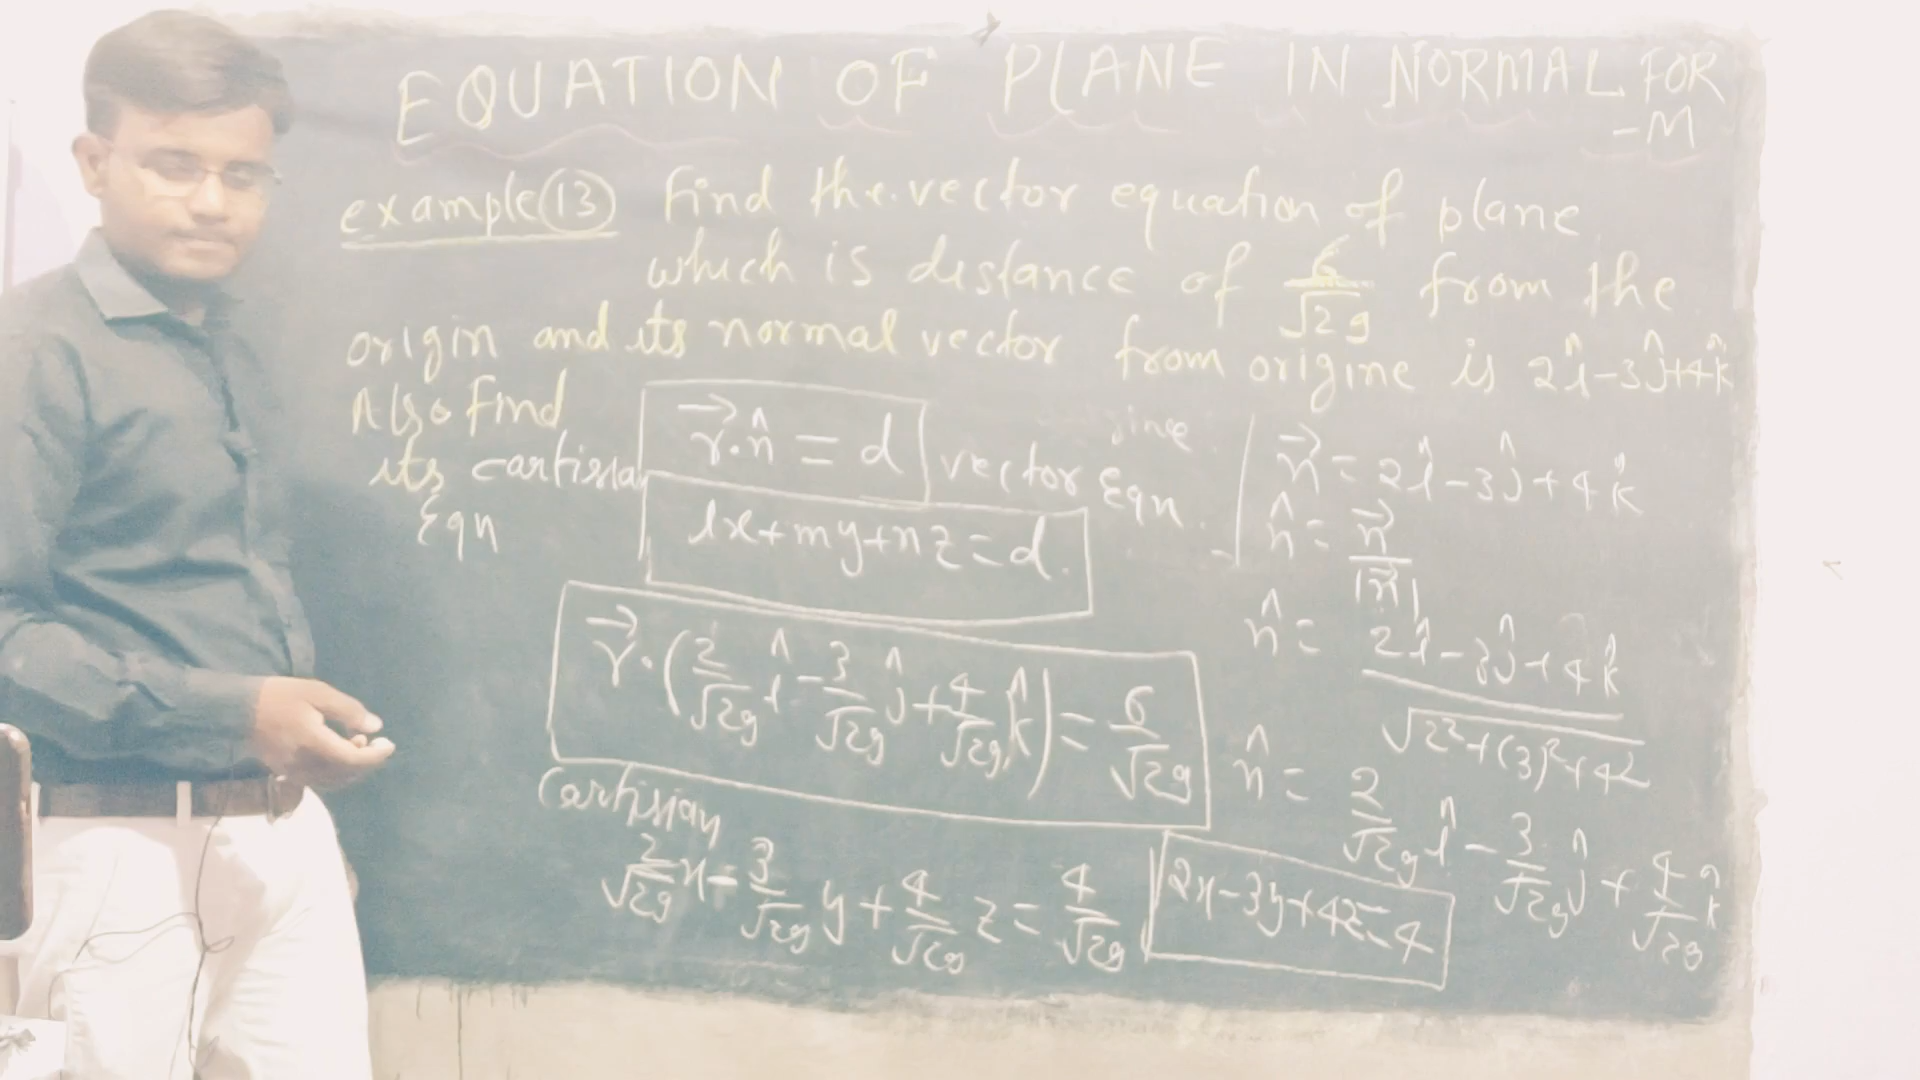 EQUATION OF PLANE IN NORMAL FOR
-M
example (13) Find the vector equation of plane
which is distance of 6/√29 from the
origin and its normal vector from origine is 2î-3ĵ+4k̂
Also Find
its cartisian
Eqn
r⃗.n̂ = d vector Eqn.
since
lx+my+nz=d.
r⃗.(2/√29 î - 3/√29 ĵ + 4/√29 k̂) = 6/√29
Cartisian
2/√29 x - 3/√29 y + 4/√29 z = 4/√29
2x-3y+4z=4
n⃗ = 2î-3ĵ+4k̂
n̂ = n⃗/|n⃗|
n̂ = 2î-3ĵ+4k̂/√2²+(3)²+4²
n̂ = 2/√29 î - 3/√29 ĵ + 4/√29 k̂